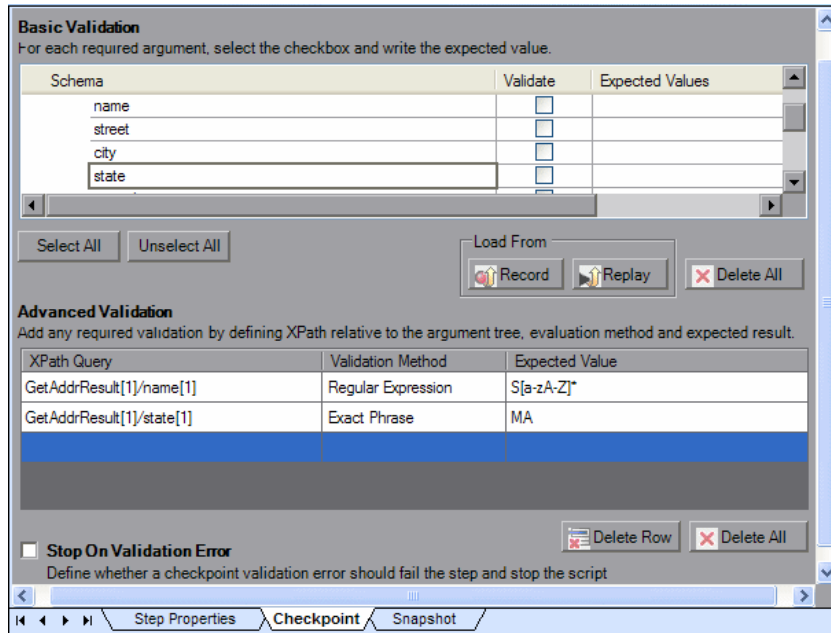 Basic Validation
For each required argument, select the checkbox and write the expected value.
Schema Validate Expected Values
name
street
city
state
Select All Unselect All
Load From
Record Replay Delete All
Advanced Validation
Add any required validation by defining XPath relative to the argument tree, evaluation method and expected result.
XPath Query Validation Method Expected Value
GetAddrResult[1]/name[1] Regular Expression S[a-zA-Z]*
GetAddrResult[1]/state[1] Exact Phrase MA
Delete Row Delete All
Stop On Validation Error
Define whether a checkpoint validation error should fail the step and stop the script
Step Properties Checkpoint Snapshot